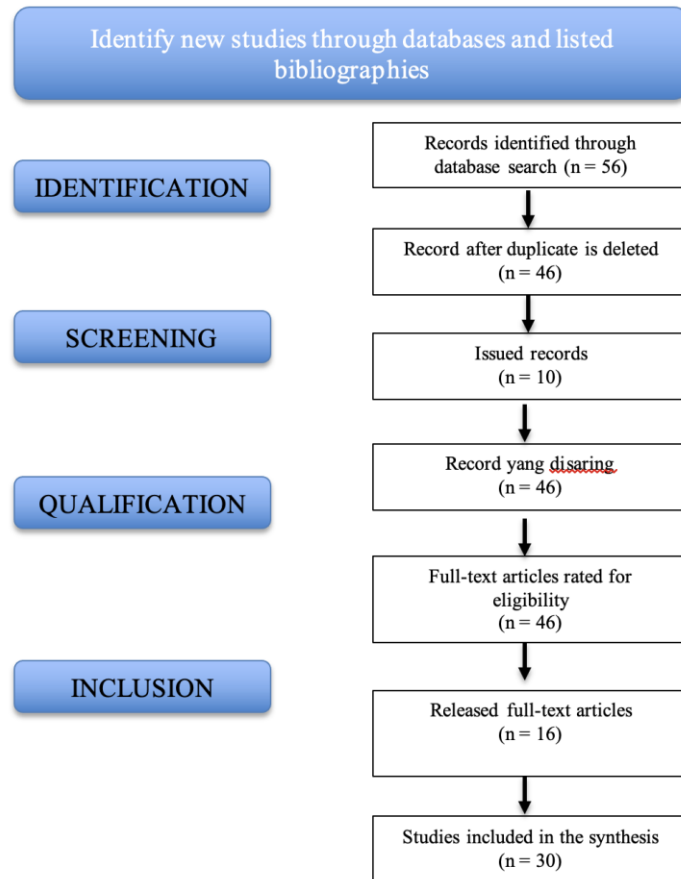 Identify new studies through databases and listed
bibliographies
IDENTIFICATION
Records identified through
database search (n = 56)
Record after duplicate is deleted
(n = 46)
SCREENING
Issued records
(n = 10)
QUALIFICATION
Record yang disaring
(n = 46)
Full-text articles rated for
eligibility
(n = 46)
INCLUSION
Released full-text articles
(n = 16)
Studies included in the synthesis
(n = 30)